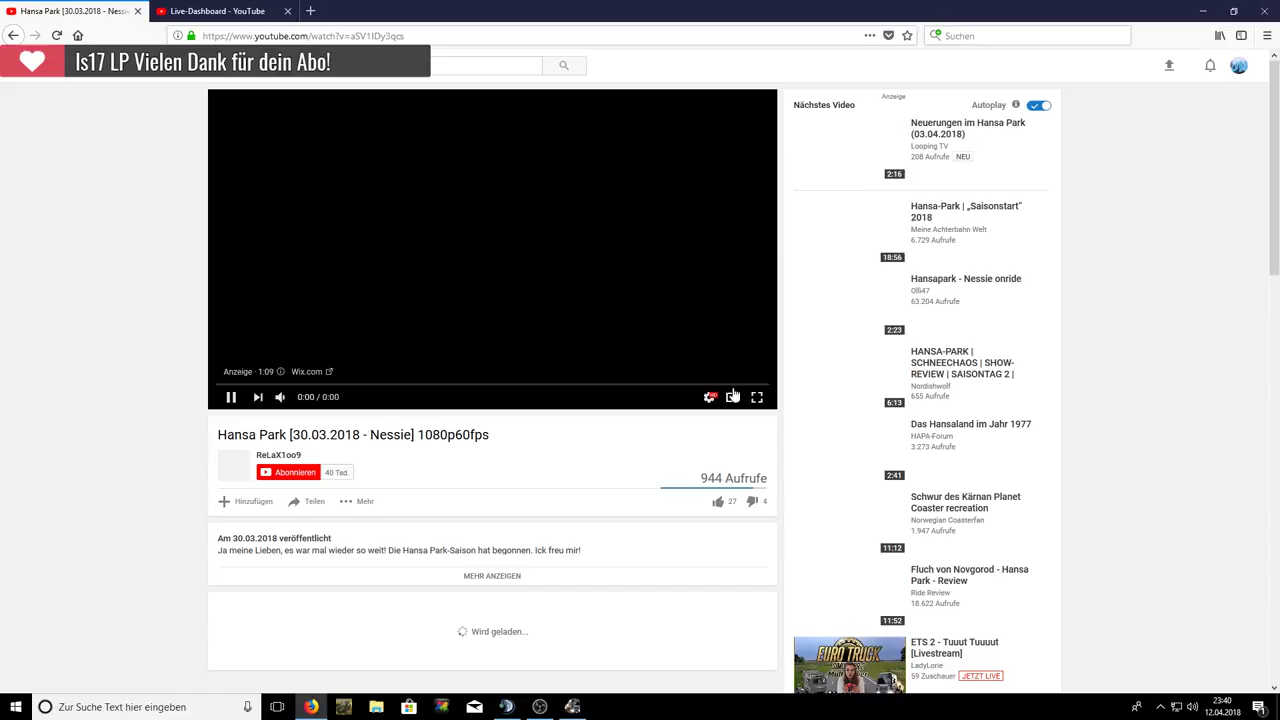 Hansa Park [30.03.2018 - Nessie]
Live-Dashboard - YouTube
https://www.youtube.com/watch?v=aSV1IDy3qcs
Suchen
Is17 LP Vielen Dank für dein Abo!
Nächstes Video
Anzeige
Autoplay
Neuerungen im Hansa Park
(03.04.2018)
Looping TV
208 Aufrufe NEU
2:16
Hansa-Park | „Saisonstart“
2018
Meine Achterbahn Welt
6.729 Aufrufe
18:56
Hansapark - Nessie onride
Olli47
63.204 Aufrufe
2:23
HANSA-PARK |
SCHNEECHAOS | SHOW-
REVIEW | SAISONTAG 2 |
Nordishwolf
655 Aufrufe
6:13
Das Hansaland im Jahr 1977
HAPA-Forum
3.273 Aufrufe
2:41
Schwur des Kärnan Planet
Coaster recreation
Norwegian Coasterfan
1.947 Aufrufe
11:12
Fluch von Novgorod - Hansa
Park - Review
Ride Review
18.622 Aufrufe
11:52
EURO TRUCK
ETS 2 - Tuuut Tuuuut
[Livestream]
LadyLorie
59 Zuschauer JETZT LIVE
Anzeige · 1:09 Wix.com
0:00 / 0:00
Hansa Park [30.03.2018 - Nessie] 1080p60fps
ReLaX1oo9
Abonnieren 40 Tsd.
944 Aufrufe
Hinzufügen Teilen Mehr
27 4
Am 30.03.2018 veröffentlicht
Ja meine Lieben, es war mal wieder so weit! Die Hansa Park-Saison hat begonnen. Ick freu mir!
MEHR ANZEIGEN
Wird geladen...
Zur Suche Text hier eingeben
23:40
12.04.2018